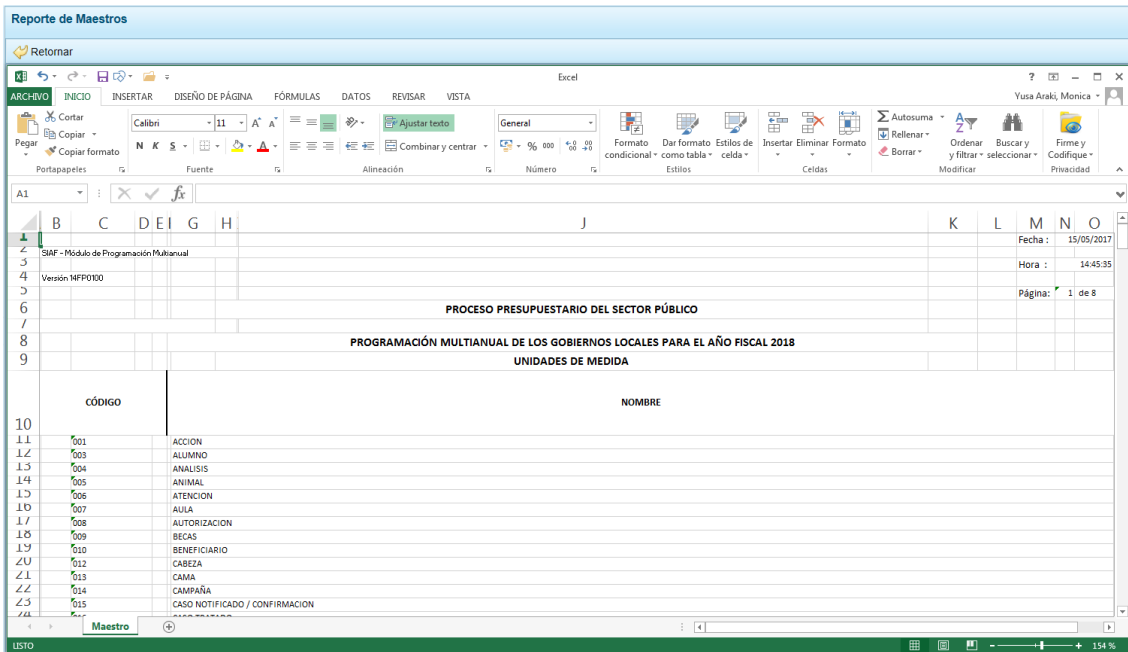 Reporte de Maestros
Retornar
Excel
ARCHIVO INICIO INSERTAR DISEÑO DE PÁGINA FÓRMULAS DATOS REVISAR VISTA Yusa Araki, Monica
Pegar Cortar Copiar Copiar formato
Calibri 11 Ajustar texto General
N K S Combinar y centrar % 000
Formato condicional Dar formato como tabla Estilos de celda Insertar Eliminar Formato
Autosuma Rellenar Borrar Ordenar y filtrar Buscar y seleccionar Firme y Codifique
Portapapeles Fuente Alineación Número Estilos Celdas Modificar Privacidad
A1 fx
B C D E G H J K L M N O
1 Fecha : 15/05/2017
2 SIAF - Módulo de Programación Multianual
3 Hora : 14:45:35
4 Versión 14FP0100
5 Página: 1 de 8
6 PROCESO PRESUPUESTARIO DEL SECTOR PÚBLICO
7
8 PROGRAMACIÓN MULTIANUAL DE LOS GOBIERNOS LOCALES PARA EL AÑO FISCAL 2018
9 UNIDADES DE MEDIDA
10 CÓDIGO NOMBRE
11 001 ACCION
12 003 ALUMNO
13 004 ANALISIS
14 005 ANIMAL
15 006 ATENCION
16 007 AULA
17 008 AUTORIZACION
18 009 BECAS
19 010 BENEFICIARIO
20 012 CABEZA
21 013 CAMA
22 014 CAMPAÑA
23 015 CASO NOTIFICADO / CONFIRMACION
Maestro
LISTO 154 %